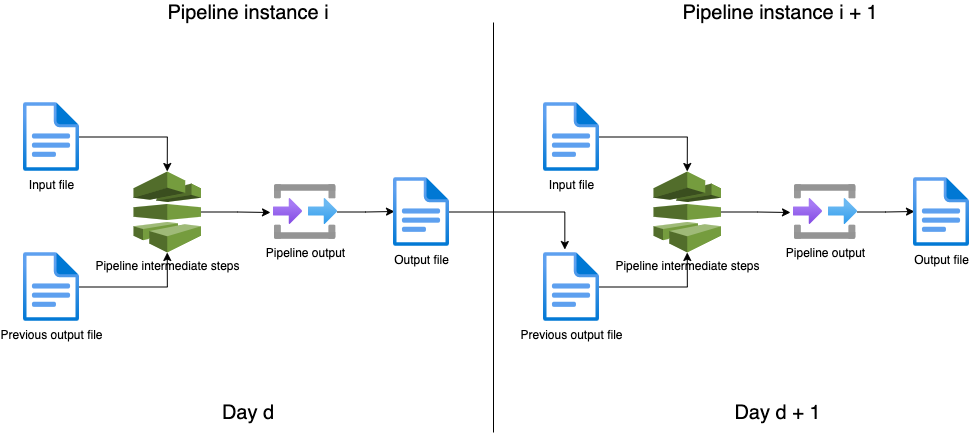 Pipeline instance i
Pipeline instance i + 1
Input file
Input file
Pipeline intermediate steps
Pipeline output
Output file
Pipeline intermediate steps
Pipeline output
Output file
Previous output file
Previous output file
Day d
Day d + 1